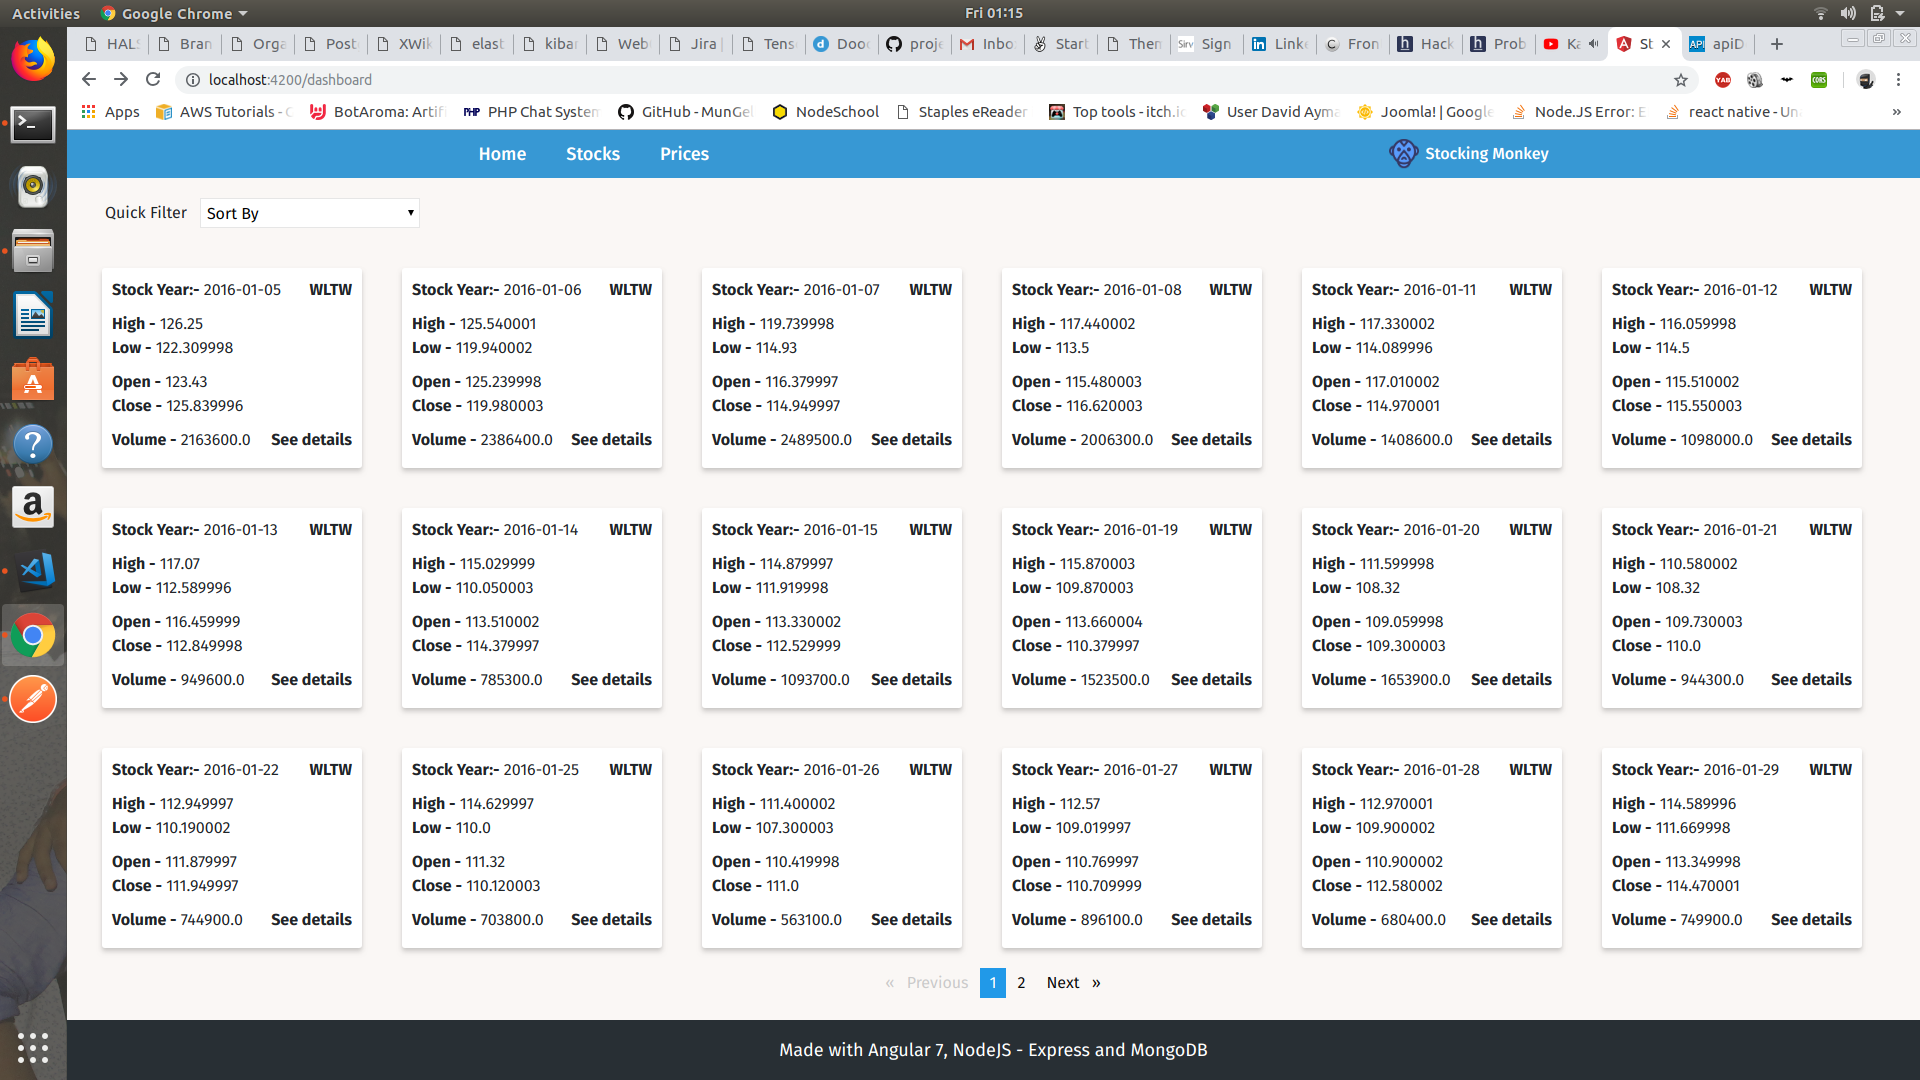 Activities Google Chrome Fri 01:15
HALS Bran Orga Post XWik elast kibar Web Jira Tens Dood proje Inbo Start Then Sign Linke Fron Hack Prob Ka St apiD
localhost:4200/dashboard
Apps AWS Tutorials - C BotAroma: Artifi PHP Chat System GitHub - MunGel NodeSchool Staples eReader Top tools - itch.io User David Ayma Joomla! | Google Node.JS Error: E react native - Un »
Home Stocks Prices Stocking Monkey
Quick Filter Sort By
Stock Year:- 2016-01-05 WLTW
High - 126.25
Low - 122.309998
Open - 123.43
Close - 125.839996
Volume - 2163600.0 See details
Stock Year:- 2016-01-06 WLTW
High - 125.540001
Low - 119.940002
Open - 125.239998
Close - 119.980003
Volume - 2386400.0 See details
Stock Year:- 2016-01-07 WLTW
High - 119.739998
Low - 114.93
Open - 116.379997
Close - 114.949997
Volume - 2489500.0 See details
Stock Year:- 2016-01-08 WLTW
High - 117.440002
Low - 113.5
Open - 115.480003
Close - 116.620003
Volume - 2006300.0 See details
Stock Year:- 2016-01-11 WLTW
High - 117.330002
Low - 114.089996
Open - 117.010002
Close - 114.970001
Volume - 1408600.0 See details
Stock Year:- 2016-01-12 WLTW
High - 116.059998
Low - 114.5
Open - 115.510002
Close - 115.550003
Volume - 1098000.0 See details
Stock Year:- 2016-01-13 WLTW
High - 117.07
Low - 112.589996
Open - 116.459999
Close - 112.849998
Volume - 949600.0 See details
Stock Year:- 2016-01-14 WLTW
High - 115.029999
Low - 110.050003
Open - 113.510002
Close - 114.379997
Volume - 785300.0 See details
Stock Year:- 2016-01-15 WLTW
High - 114.879997
Low - 111.919998
Open - 113.330002
Close - 112.529999
Volume - 1093700.0 See details
Stock Year:- 2016-01-19 WLTW
High - 115.870003
Low - 109.870003
Open - 113.660004
Close - 110.379997
Volume - 1523500.0 See details
Stock Year:- 2016-01-20 WLTW
High - 111.599998
Low - 108.32
Open - 109.059998
Close - 109.300003
Volume - 1653900.0 See details
Stock Year:- 2016-01-21 WLTW
High - 110.580002
Low - 108.32
Open - 109.730003
Close - 110.0
Volume - 944300.0 See details
Stock Year:- 2016-01-22 WLTW
High - 112.949997
Low - 110.190002
Open - 111.879997
Close - 111.949997
Volume - 744900.0 See details
Stock Year:- 2016-01-25 WLTW
High - 114.629997
Low - 110.0
Open - 111.32
Close - 110.120003
Volume - 703800.0 See details
Stock Year:- 2016-01-26 WLTW
High - 111.400002
Low - 107.300003
Open - 110.419998
Close - 111.0
Volume - 563100.0 See details
Stock Year:- 2016-01-27 WLTW
High - 112.57
Low - 109.019997
Open - 110.769997
Close - 110.709999
Volume - 896100.0 See details
Stock Year:- 2016-01-28 WLTW
High - 112.970001
Low - 109.900002
Open - 110.900002
Close - 112.580002
Volume - 680400.0 See details
Stock Year:- 2016-01-29 WLTW
High - 114.589996
Low - 111.669998
Open - 113.349998
Close - 114.470001
Volume - 749900.0 See details
« Previous 1 2 Next »
Made with Angular 7, NodeJS - Express and MongoDB